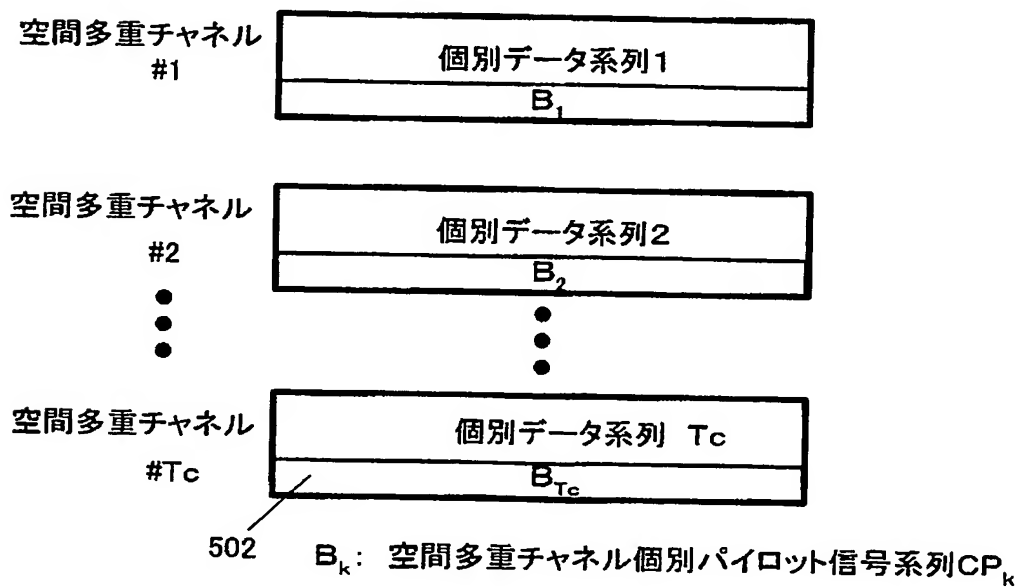 空間多重チャネル
#1
個別データ系列1
B₁
空間多重チャネル
#2
個別データ系列2
B₂
空間多重チャネル
#Tc
個別データ系列 Tc
B_Tc
502
B_k: 空間多重チャネル個別パイロット信号系列CP_k